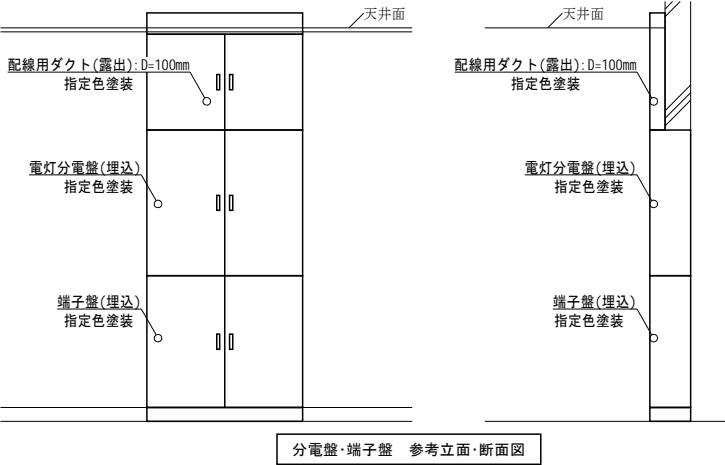 天井面
配線用ダクト(露出):D=100mm
指定色塗装
電灯分電盤(埋込)
指定色塗装
端子盤(埋込)
指定色塗装
天井面
配線用ダクト(露出):D=100mm
指定色塗装
電灯分電盤(埋込)
指定色塗装
端子盤(埋込)
指定色塗装
分電盤・端子盤　参考立面・断面図